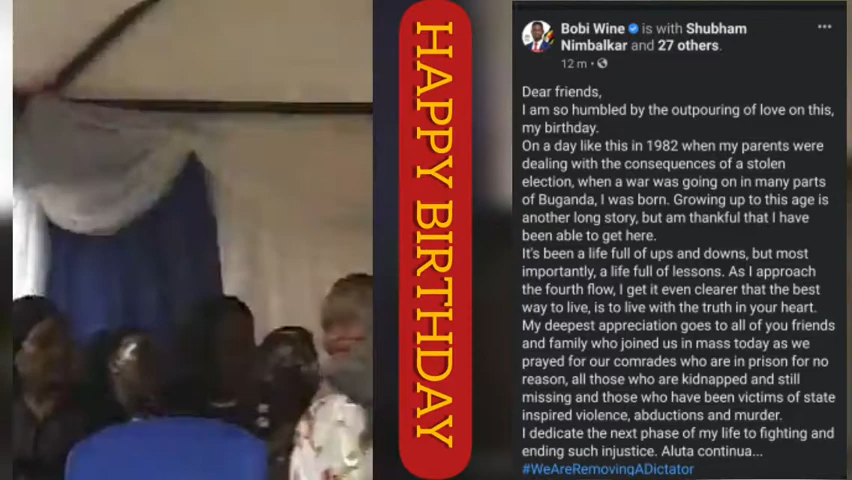 HAPPY BIRTHDAY
Bobi Wine is with Shubham
Nimbalkar and 27 others.
12 m •
Dear friends,
I am so humbled by the outpouring of love on this,
my birthday.
On a day like this in 1982 when my parents were
dealing with the consequences of a stolen
election, when a war was going on in many parts
of Buganda, I was born. Growing up to this age is
another long story, but am thankful that I have
been able to get here.
It's been a life full of ups and downs, but most
importantly, a life full of lessons. As I approach
the fourth flow, I get it even clearer that the best
way to live, is to live with the truth in your heart.
My deepest appreciation goes to all of you friends
and family who joined us in mass today as we
prayed for our comrades who are in prison for no
reason, all those who are kidnapped and still
missing and those who have been victims of state
inspired violence, abductions and murder.
I dedicate the next phase of my life to fighting and
ending such injustice. Aluta continua...
#WeAreRemovingADictator